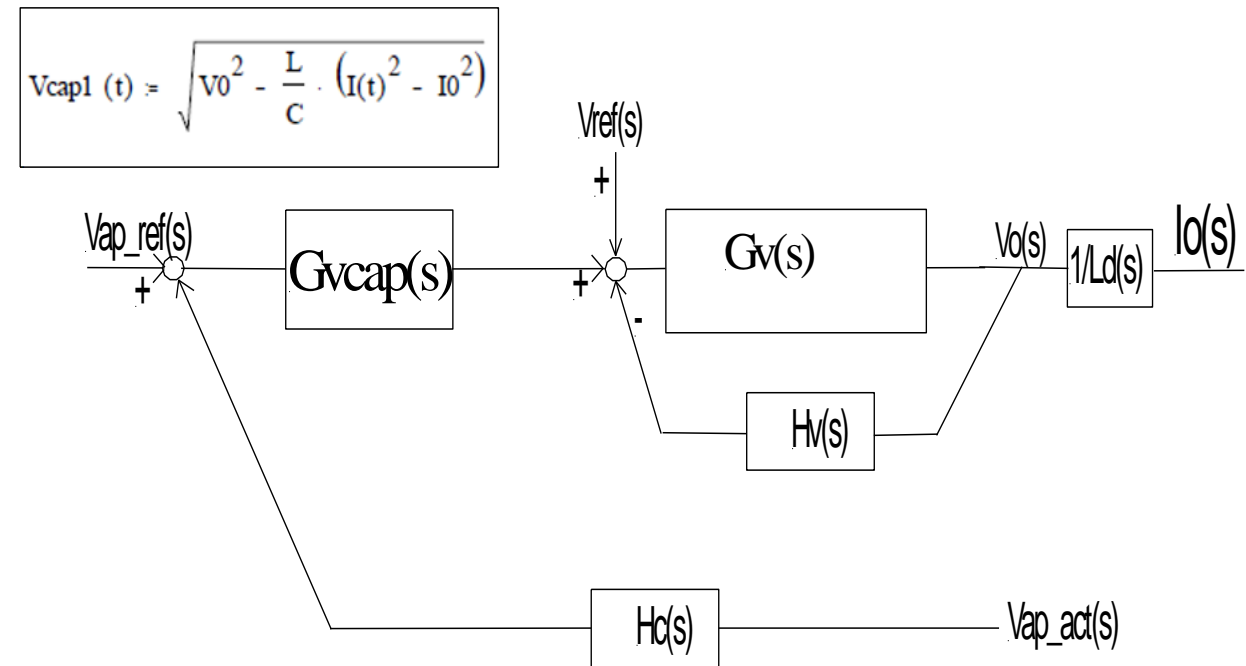 Vcap1 (t) := √(V0² - L/C · (I(t)² - I0²))
Vref(s)
+
Vap_ref(s)
+
Gvcap(s)
+
Gv(s)
Vo(s)
1/Ld(s)
Io(s)
-
Hv(s)
Hc(s)
Vap_act(s)